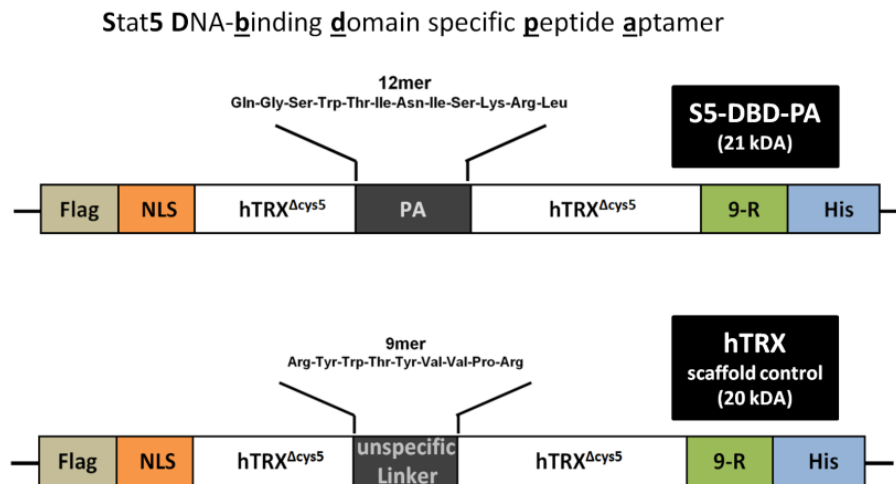 Stat5 DNA-binding domain specific peptide aptamer
12mer
Gln-Gly-Ser-Trp-Thr-Ile-Asn-Ile-Ser-Lys-Arg-Leu
S5-DBD-PA
(21 kDA)
Flag NLS hTRXΔcys5 PA hTRXΔcys5 9-R His
9mer
Arg-Tyr-Trp-Thr-Tyr-Val-Val-Pro-Arg
hTRX
scaffold control
(20 kDA)
Flag NLS hTRXΔcys5 unspecific Linker hTRXΔcys5 9-R His